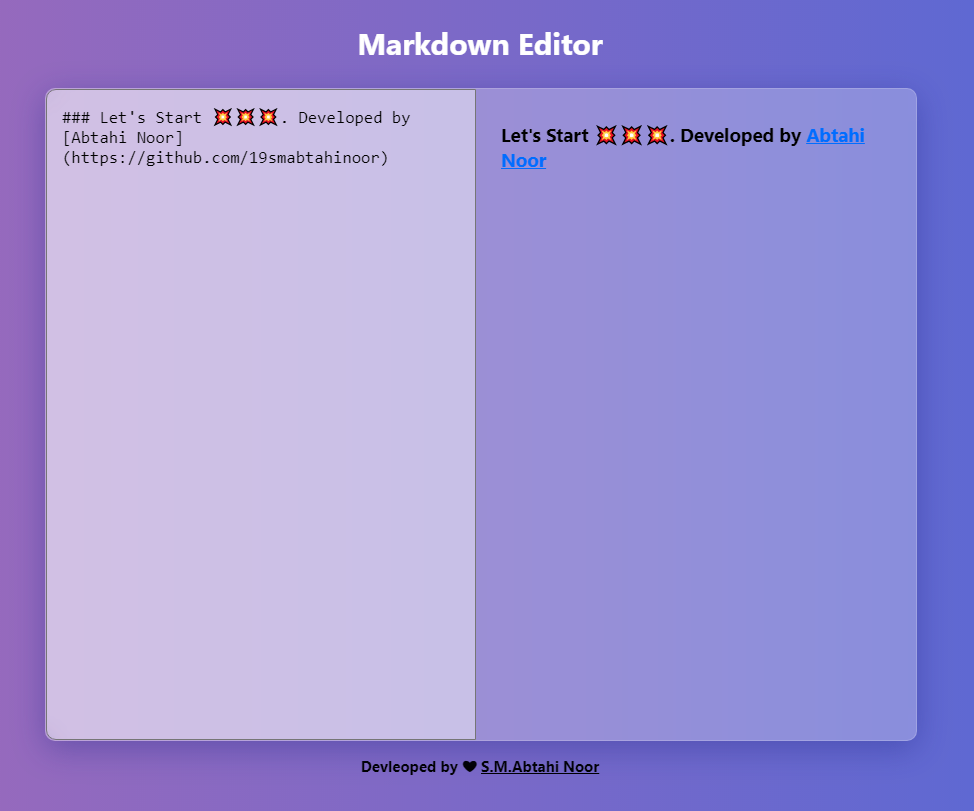 Markdown Editor
### Let's Start 💥💥💥. Developed by
[Abtahi Noor]
(https://github.com/19smabtahinoor)
Let's Start 💥💥💥. Developed by Abtahi
Noor
Devleoped by ❤ S.M.Abtahi Noor